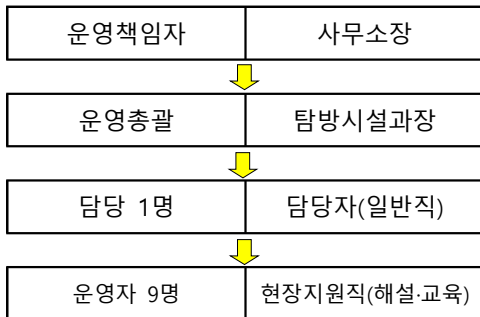 운영책임자 사무소장
운영총괄 탐방시설과장
담당 1명 담당자(일반직)
운영자 9명 현장지원직(해설·교육)